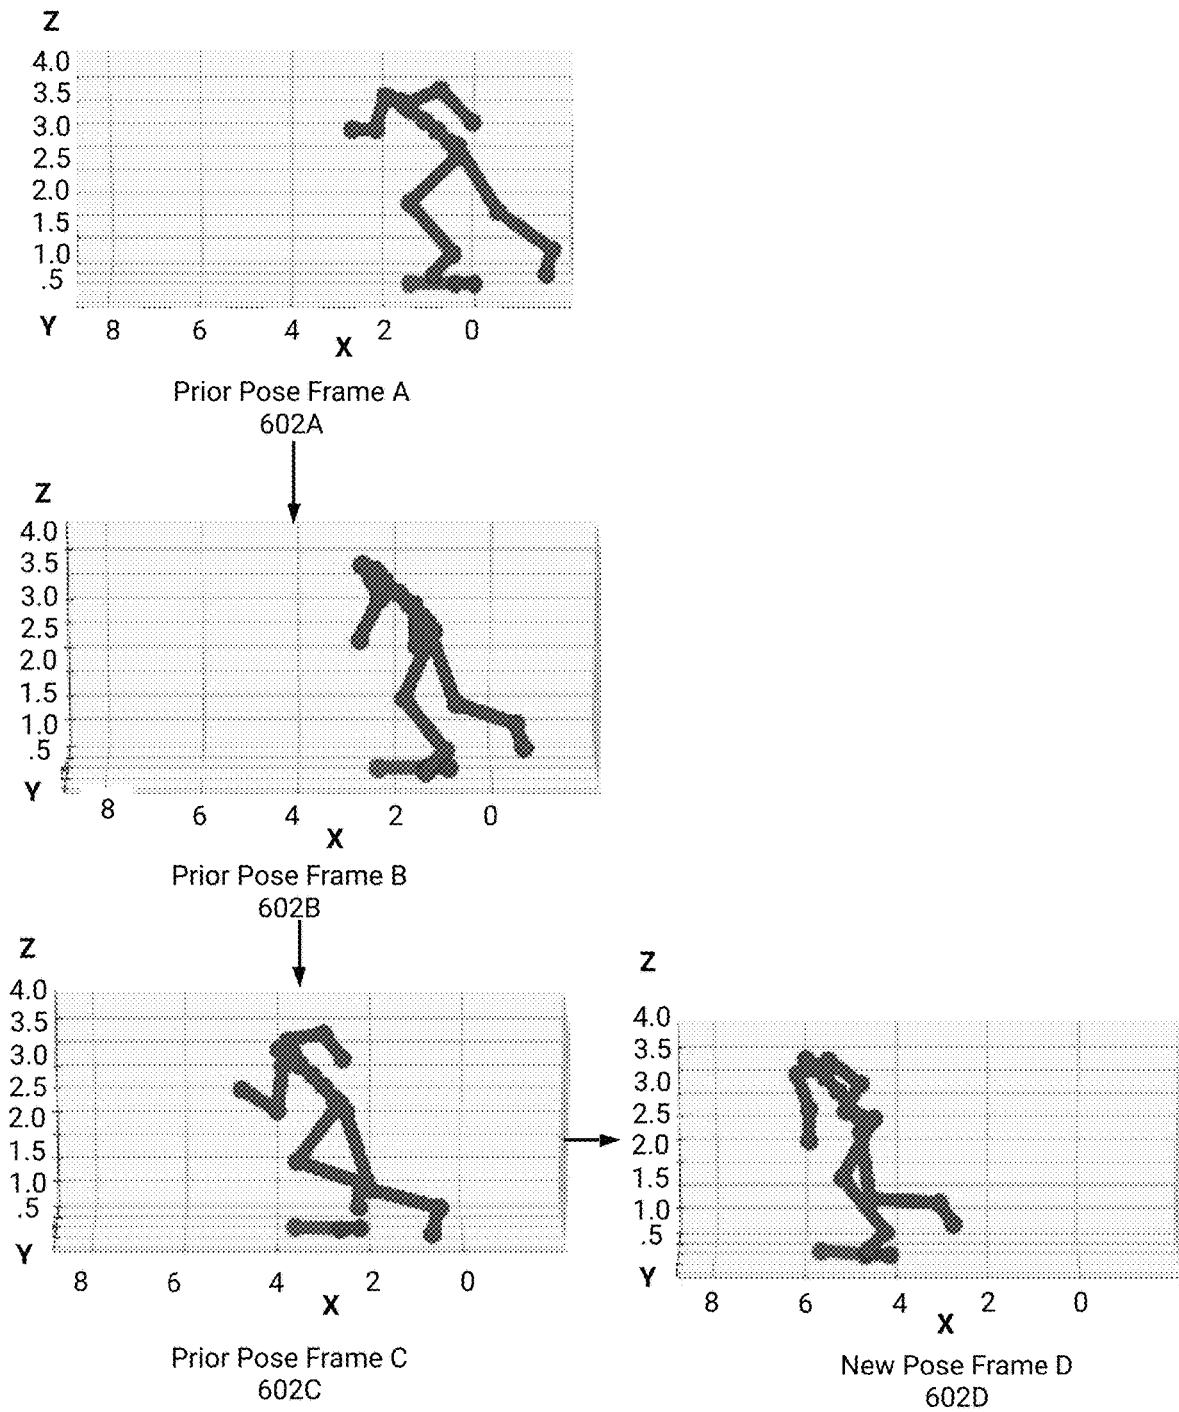 Z
4.0
3.5
3.0
2.5
2.0
1.5
1.0
.5
Y 8 6 4 2 0
X
Prior Pose Frame A
602A
Z
4.0
3.5
3.0
2.5
2.0
1.5
1.0
.5
Y 8 6 4 2 0
X
Prior Pose Frame B
602B
Z
4.0
3.5
3.0
2.5
2.0
1.5
1.0
.5
Y
8 6 4 2 0
X
Prior Pose Frame C
602C
Z
4.0
3.5
3.0
2.5
2.0
1.5
1.0
.5
Y
8 6 4 2 0
X
New Pose Frame D
602D